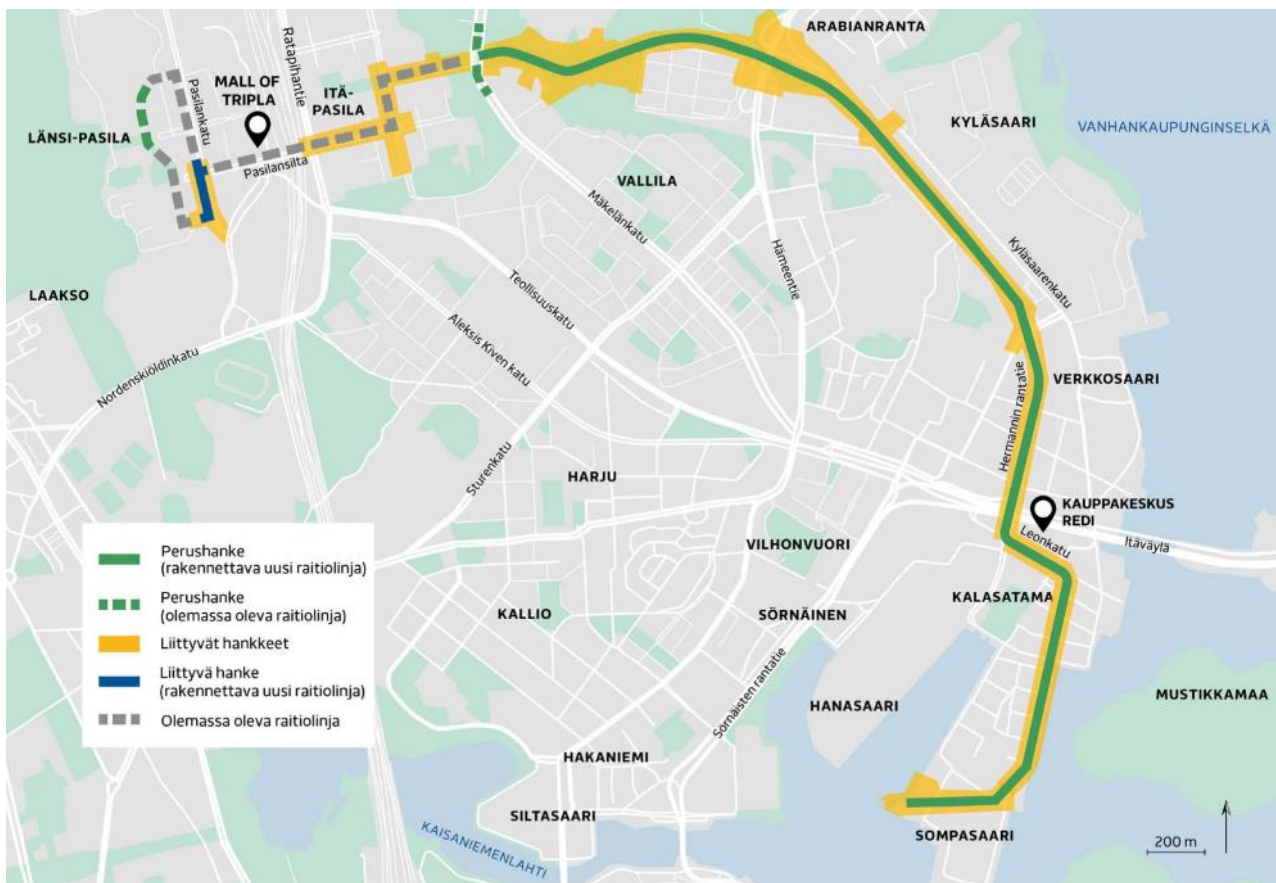 ARABIANRANTA
Ratapihantie
Pasilankatu
MALL OF
TRIPLA
ITÄ-
PASILA
LÄNSI-PASILA
Pasilansilta
KYLÄSAARI
VANHANKAUPUNGINSELKÄ
VALLILA
Mäkelänkatu
Hämeentie
Kyläsaarenkatu
LAAKSO
Teollisuuskatu
Aleksis Kiven katu
Nordenskiöldinkatu
VERKKOSAARI
Hermannin rantatie
Sturenkatu
HARJU
KAUPPAKESKUS
REDI
Leonkatu
Itäväylä
VILHONVUORI
KALASATAMA
KALLIO
SÖRNÄINEN
Perushanke
(rakennettava uusi raitiolinja)
Perushanke
(olemassa oleva raitiolinja)
Liittyvät hankkeet
Liittyvä hanke
(rakennettava uusi raitiolinja)
Olemassa oleva raitiolinja
Sörnäisten rantatie
HANASAARI
MUSTIKKAMAA
HAKANIEMI
SILTASAARI
KAISANIEMENLAHTI
SOMPASAARI
200 m